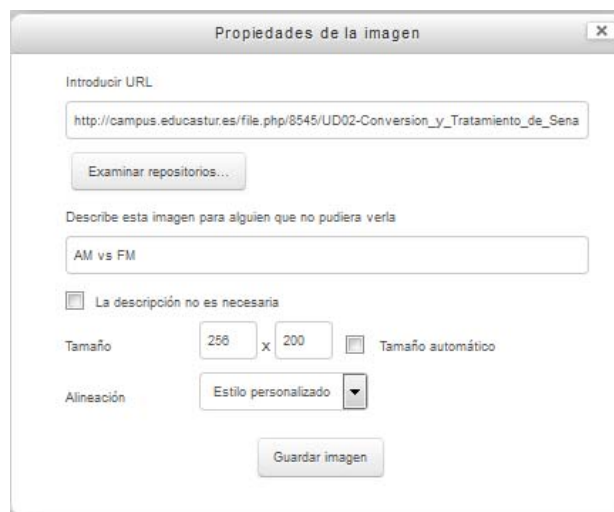 Propiedades de la imagen
Introducir URL
http://campus.educastur.es/file.php/8545/UD02-Conversion_y_Tratamiento_de_Sena
Examinar repositorios...
Describe esta imagen para alguien que no pudiera verla
AM vs FM
La descripción no es necesaria
Tamaño 256 x 200 Tamaño automático
Alineación Estilo personalizado
Guardar imagen